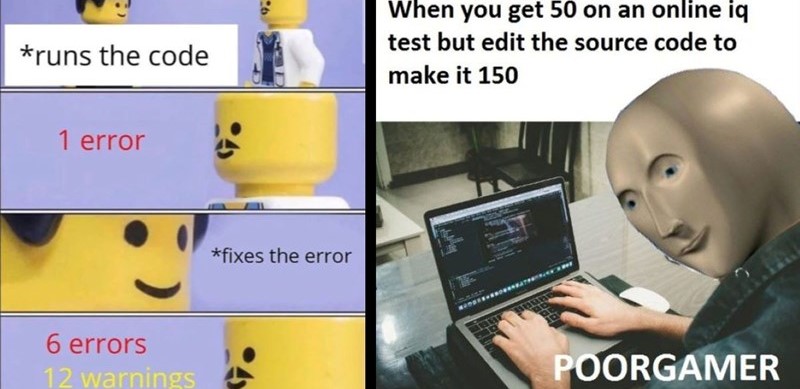 *runs the code
1 error
*fixes the error
6 errors
12 warnings
When you get 50 on an online iq
test but edit the source code to
make it 150
POORGAMER